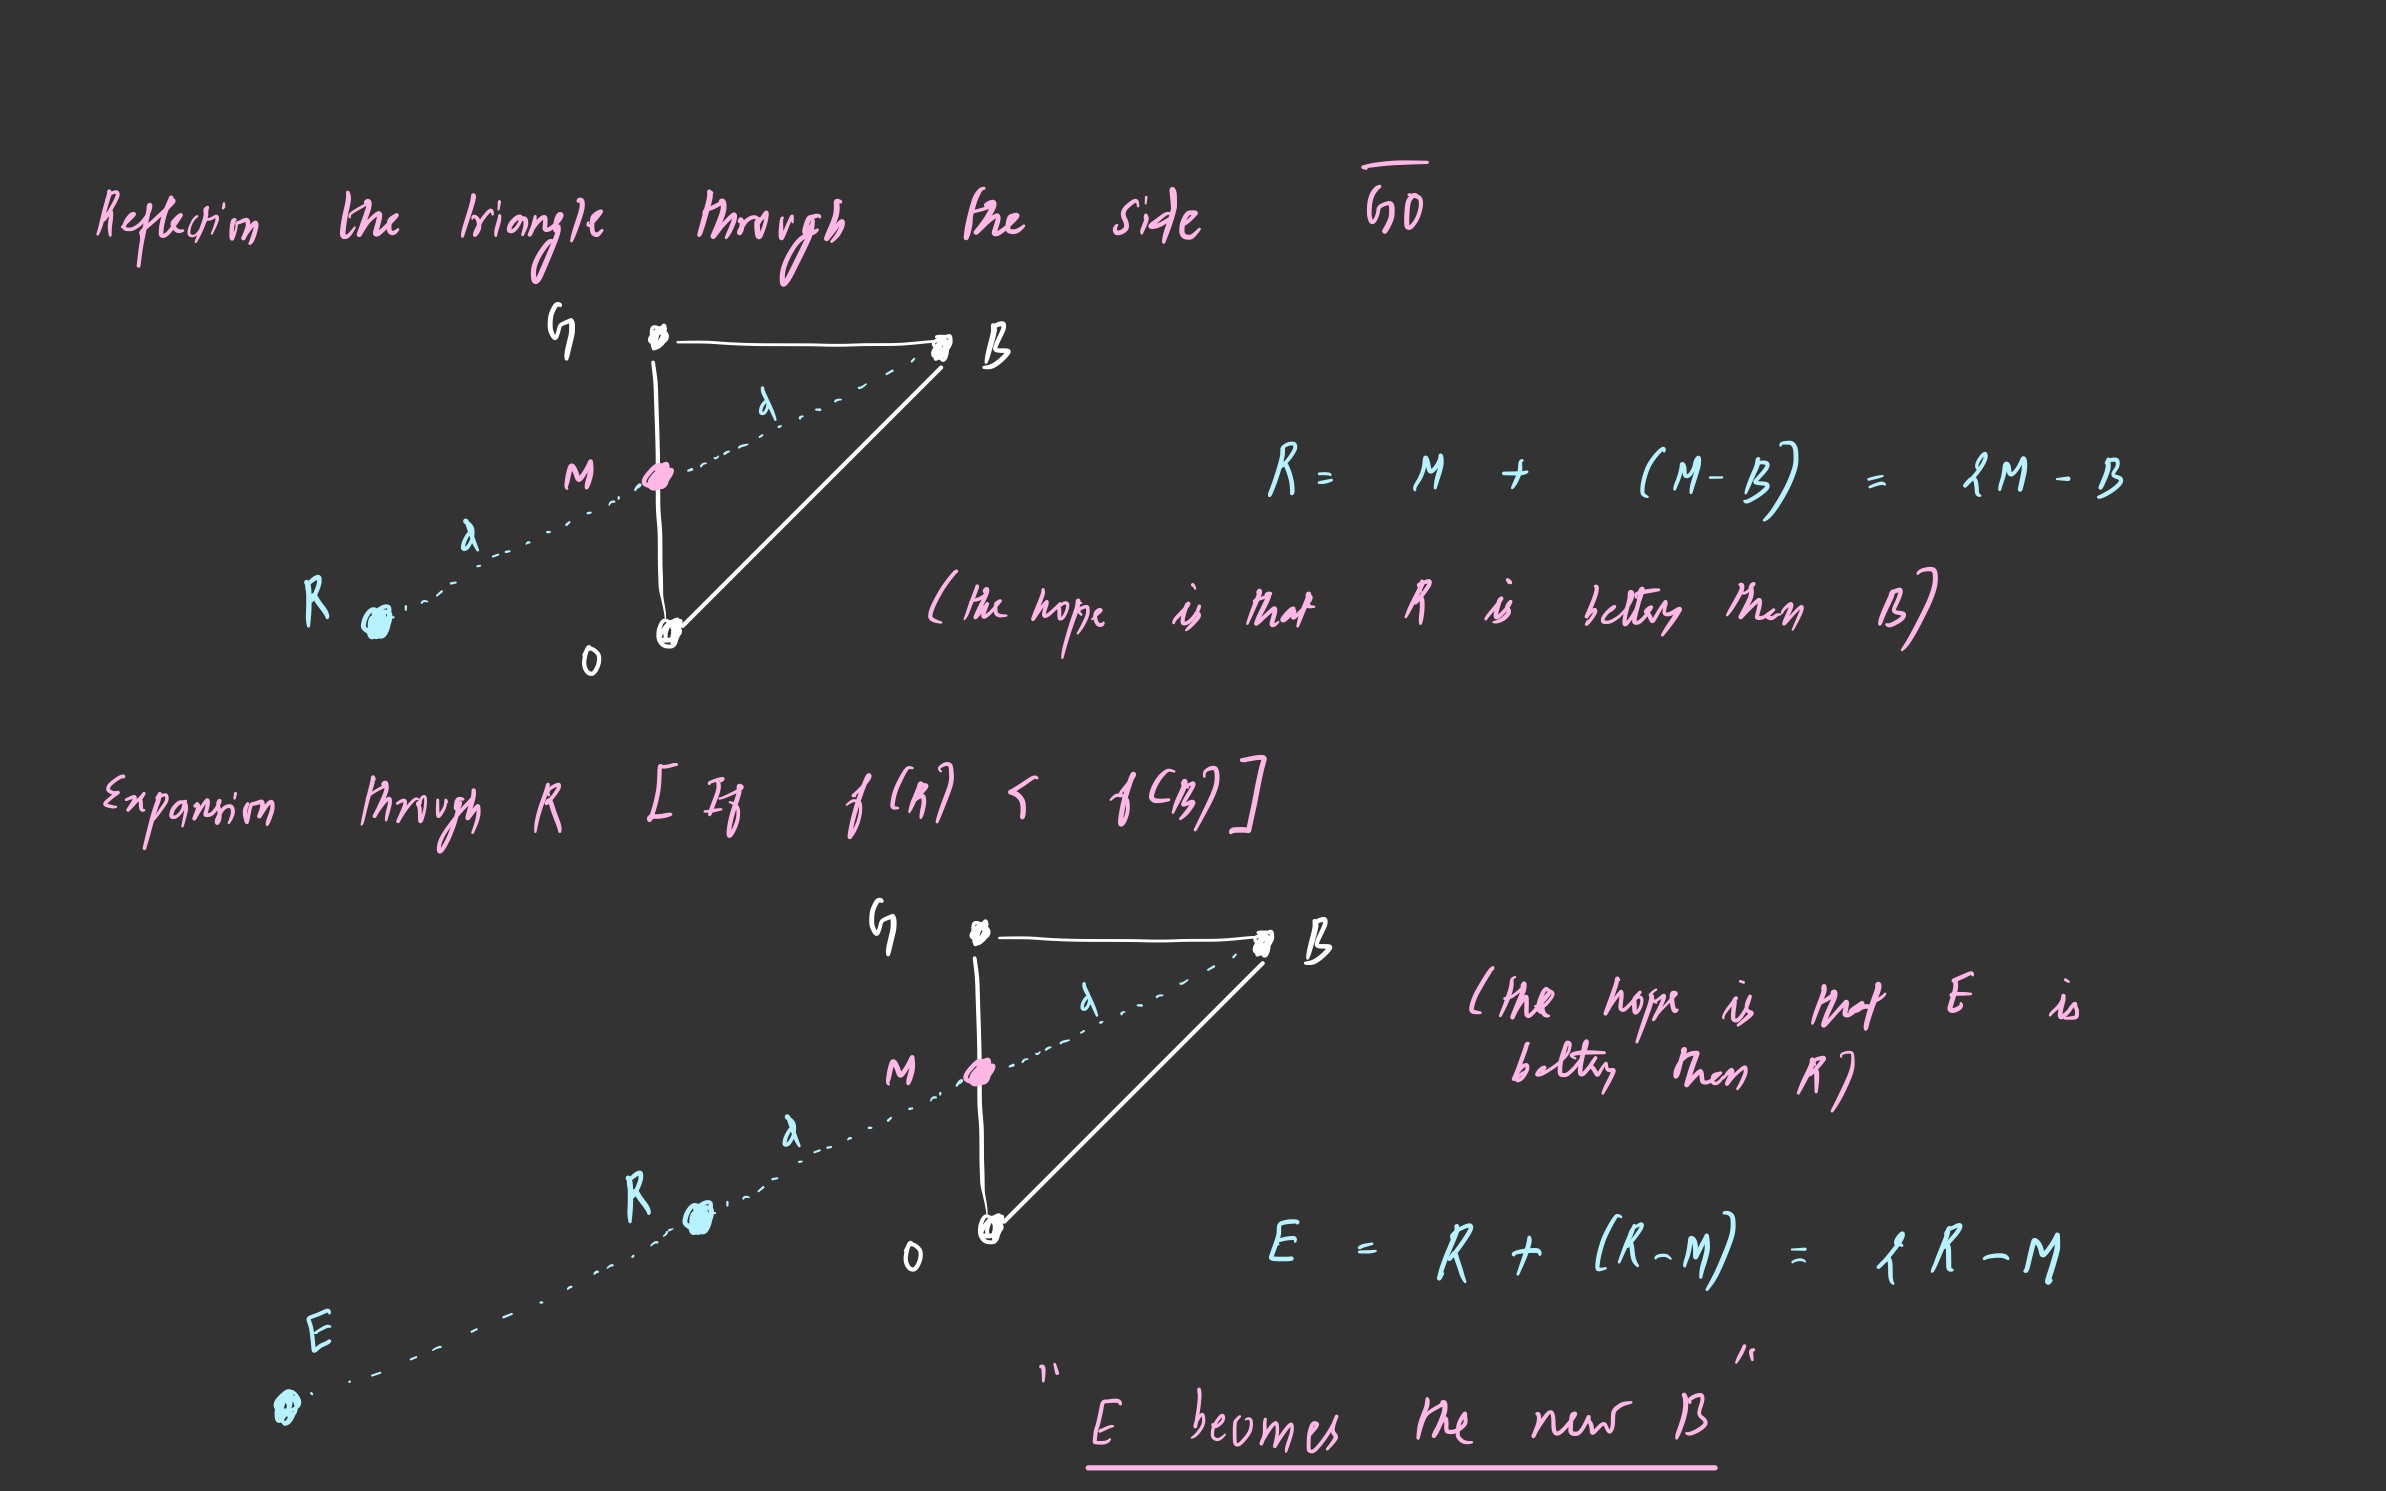 Reflection the triangle through the side GO
G
B
d
M
R = M + (M-B) = 2M - B
d
R
(the hope is that R is better than B)
O
Expansion through R [If f(R) < f(B)]
G
B
(the hope is that E is
better than R)
d
M
d
R
E = R + (R-M) = 2R - M
O
E
"E becomes the new B"